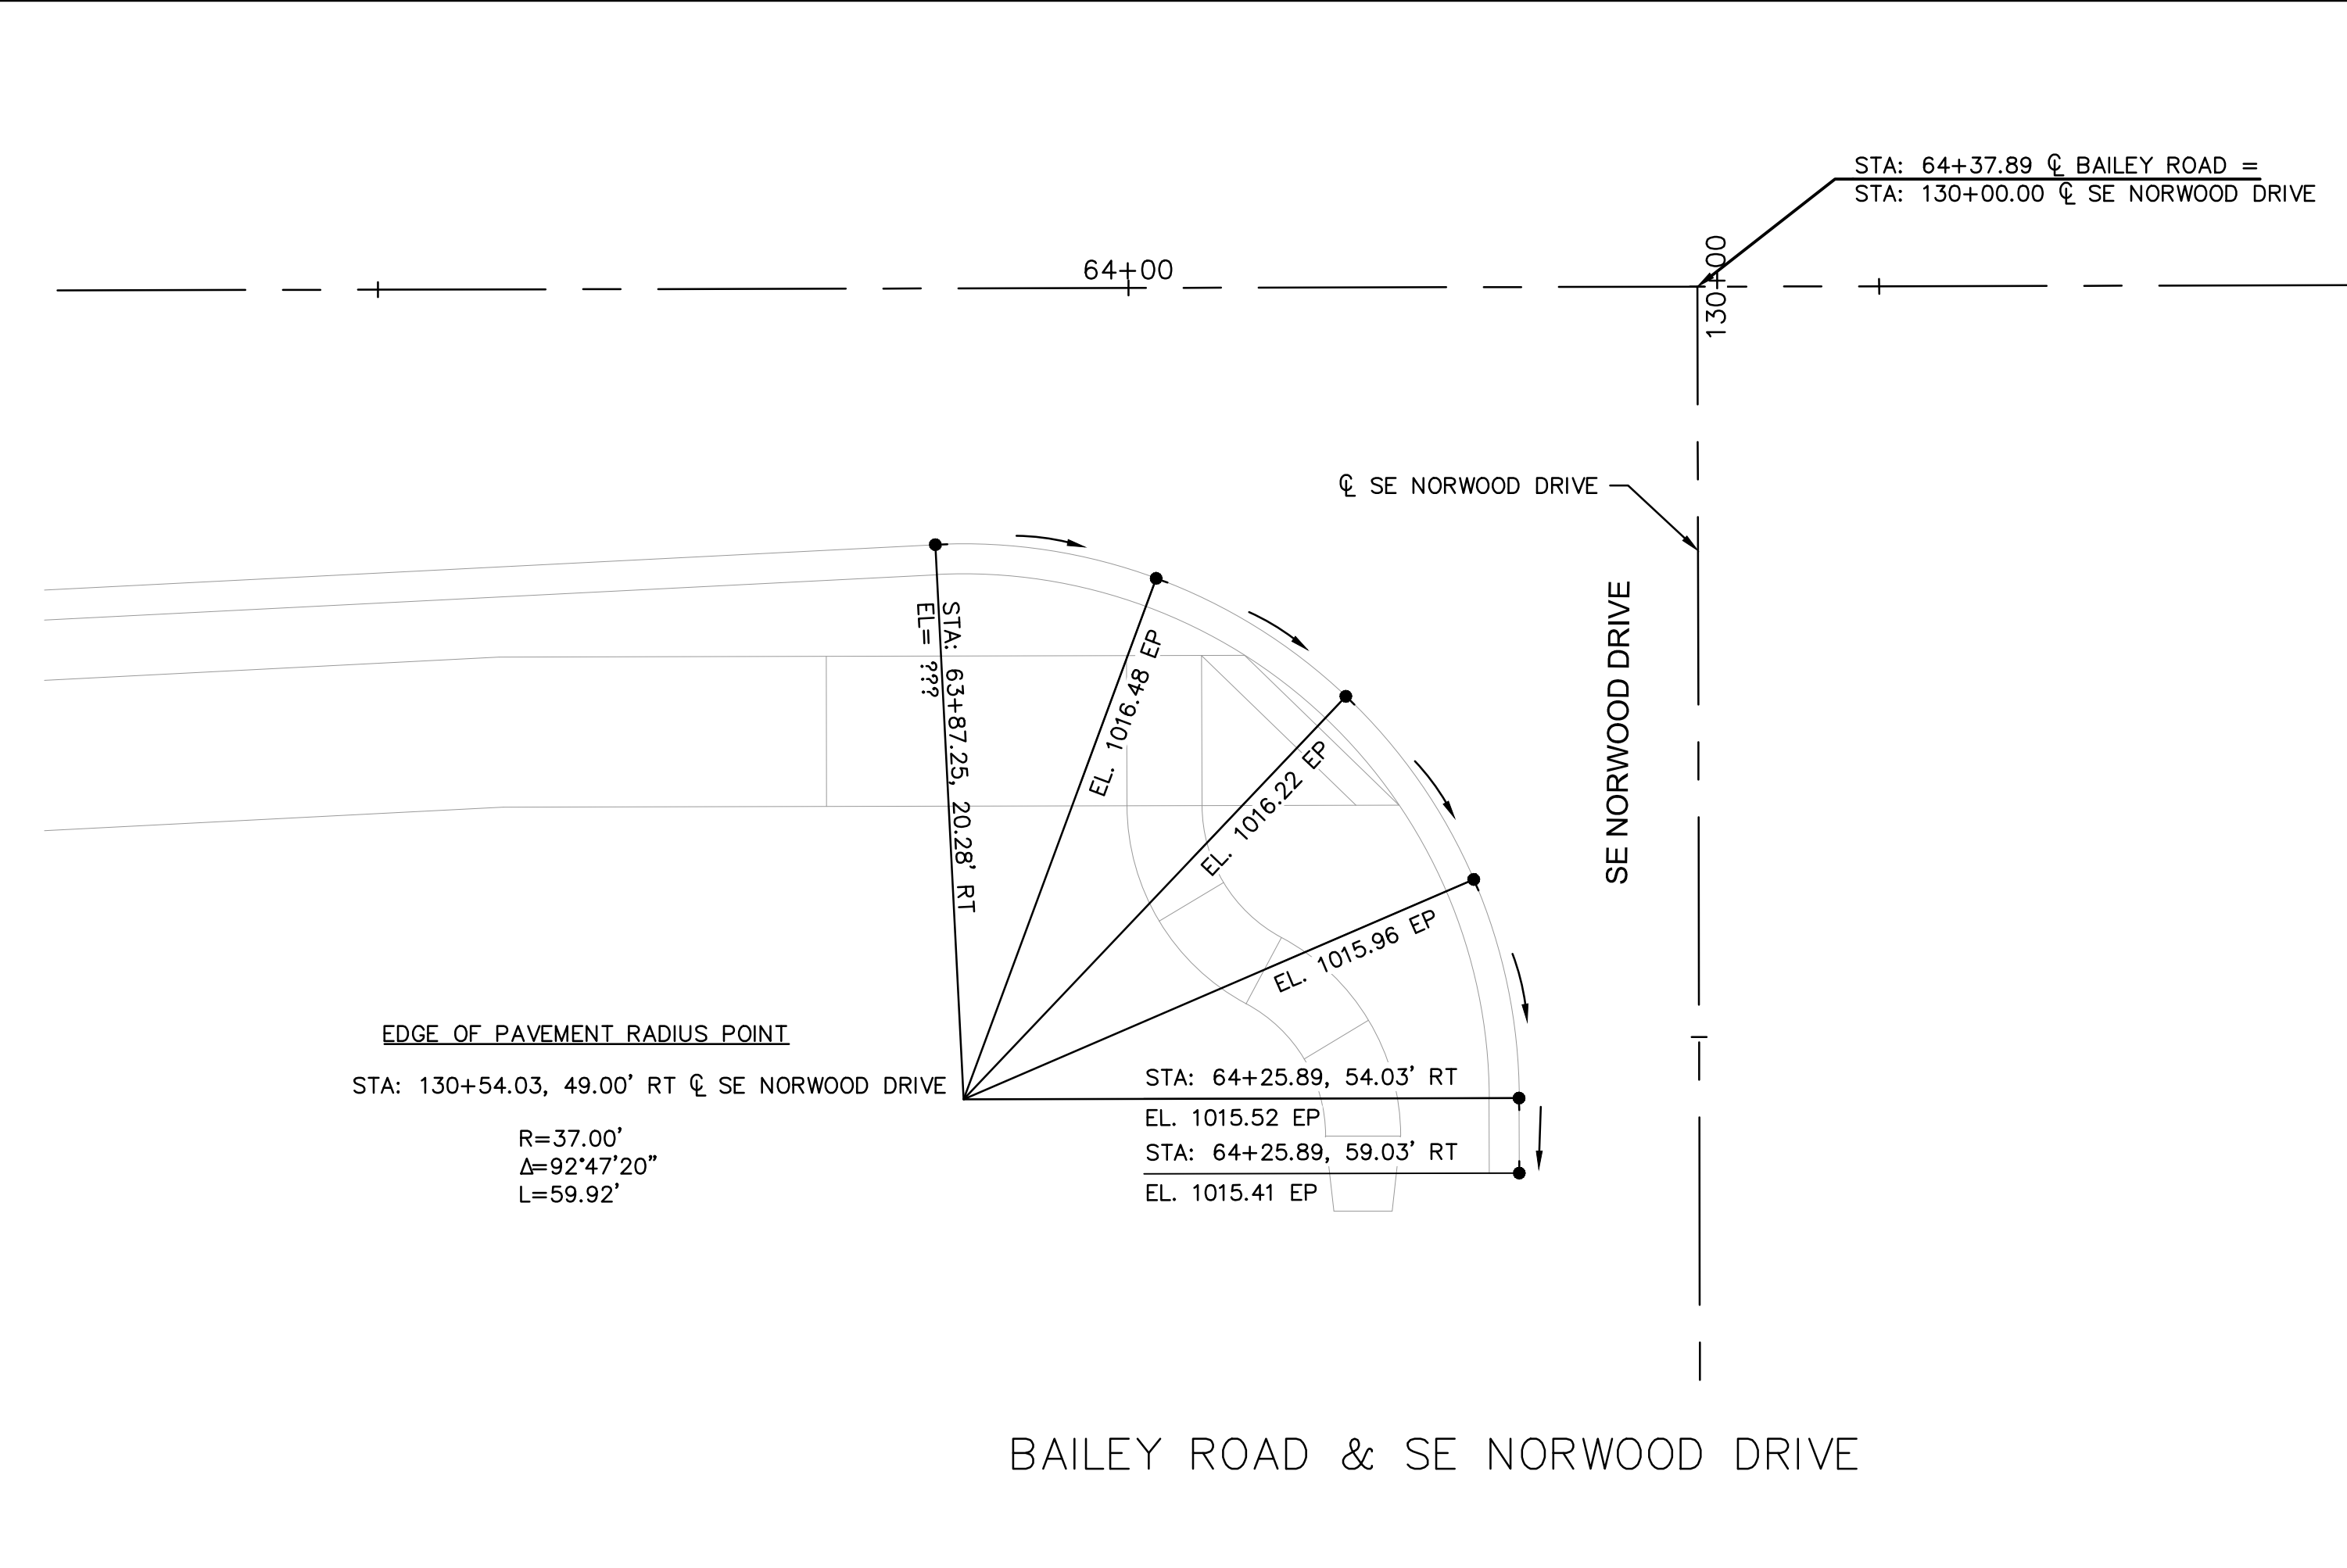 STA: 64+37.89 ℄ BAILEY ROAD =
STA: 130+00.00 ℄ SE NORWOOD DRIVE
64+00
130+00
℄ SE NORWOOD DRIVE
SE NORWOOD DRIVE
STA: 63+87.25, 20.28' RT
EL= ???
EL. 1016.48 EP
EL. 1016.22 EP
EL. 1015.96 EP
EDGE OF PAVEMENT RADIUS POINT
STA: 130+54.03, 49.00' RT ℄ SE NORWOOD DRIVE
R=37.00'
Δ=92°47'20"
L=59.92'
STA: 64+25.89, 54.03' RT
EL. 1015.52 EP
STA: 64+25.89, 59.03' RT
EL. 1015.41 EP
BAILEY ROAD & SE NORWOOD DRIVE